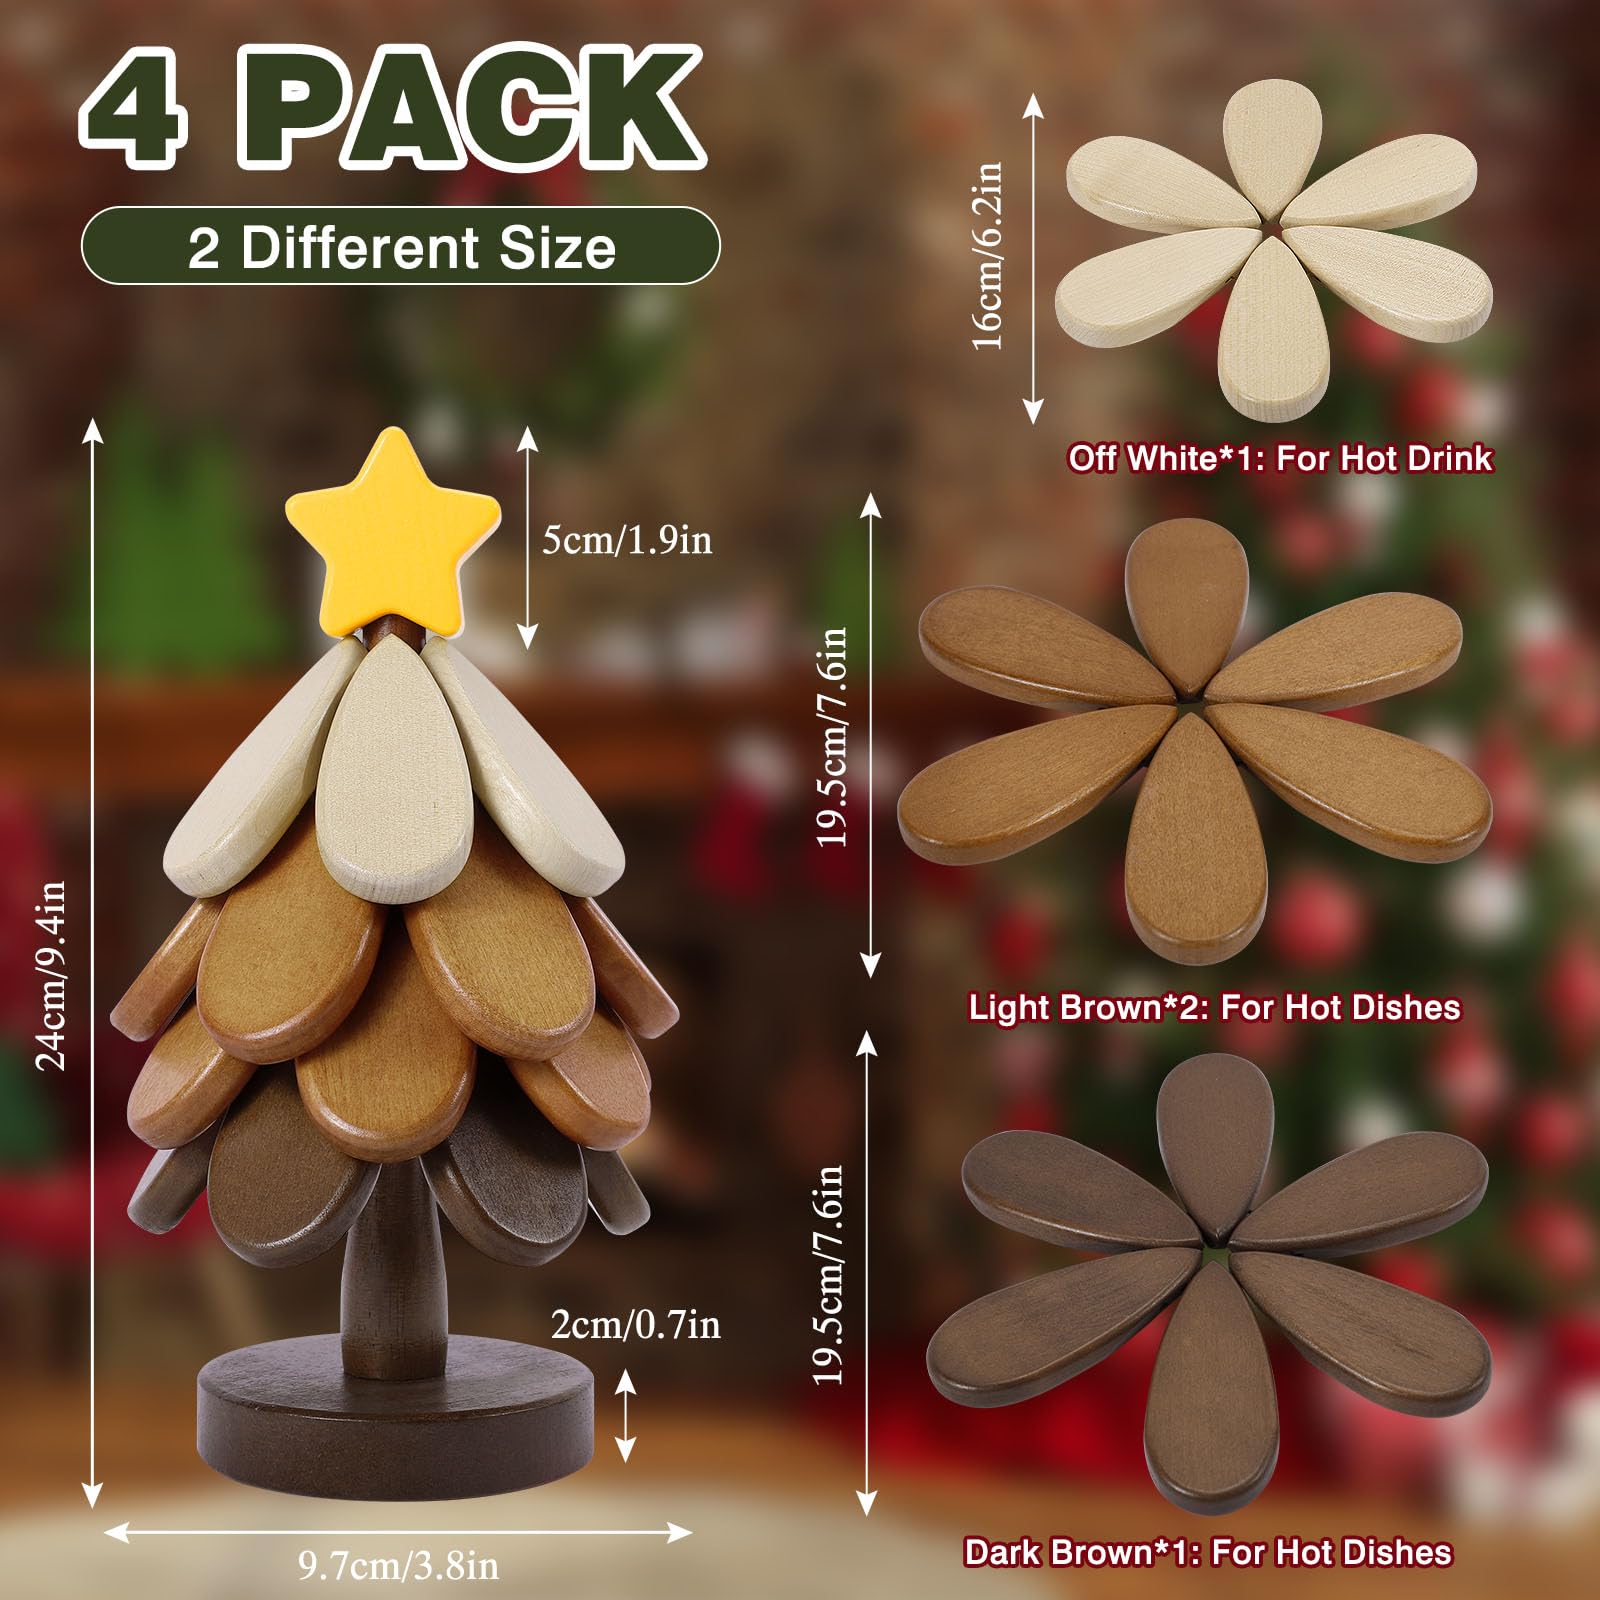 4 PACK
2 Different Size
16cm/6.2in
Off White*1: For Hot Drink
5cm/1.9in
19.5cm/7.6in
Light Brown*2: For Hot Dishes
24cm/9.4in
19.5cm/7.6in
2cm/0.7in
Dark Brown*1: For Hot Dishes
9.7cm/3.8in